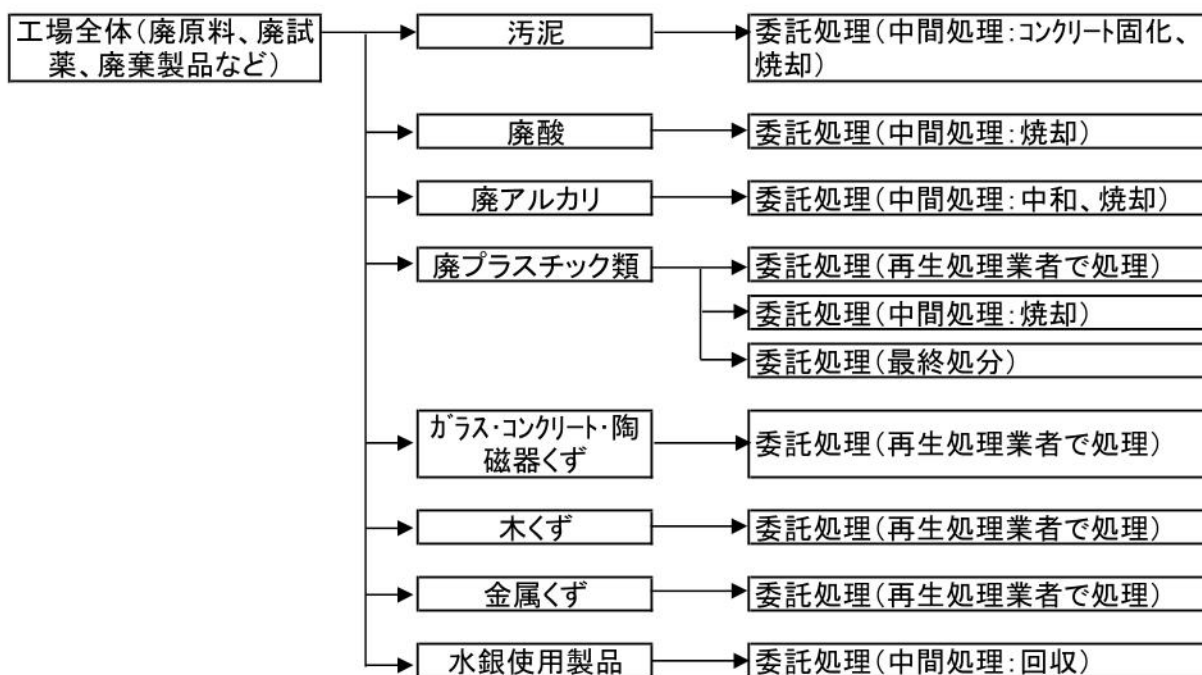 工場全体(廃原料、廃試
薬、廃棄製品など)
汚泥
委託処理(中間処理:コンクリート固化、
焼却)
廃酸
委託処理(中間処理:焼却)
廃アルカリ
委託処理(中間処理:中和、焼却)
廃プラスチック類
委託処理(再生処理業者で処理)
委託処理(中間処理:焼却)
委託処理(最終処分)
ガラス・コンクリート・陶
磁器くず
委託処理(再生処理業者で処理)
木くず
委託処理(再生処理業者で処理)
金属くず
委託処理(再生処理業者で処理)
水銀使用製品
委託処理(中間処理:回収)